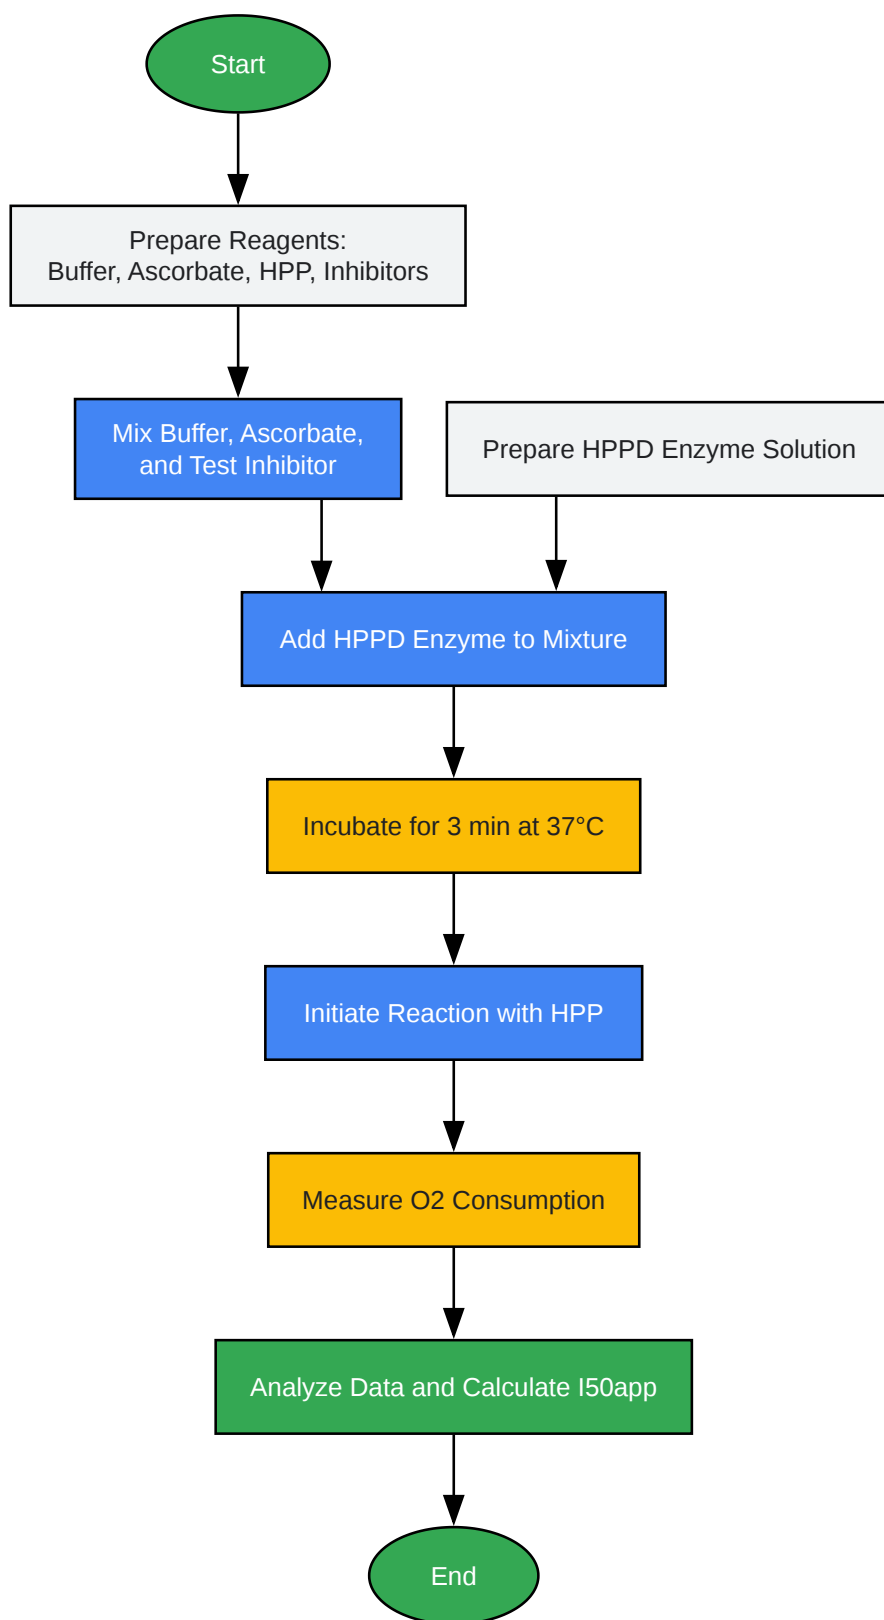 Start
Prepare Reagents:
Buffer, Ascorbate, HPP, Inhibitors
Mix Buffer, Ascorbate,
and Test Inhibitor
Prepare HPPD Enzyme Solution
Add HPPD Enzyme to Mixture
Incubate for 3 min at 37°C
Initiate Reaction with HPP
Measure O2 Consumption
Analyze Data and Calculate I50app
End